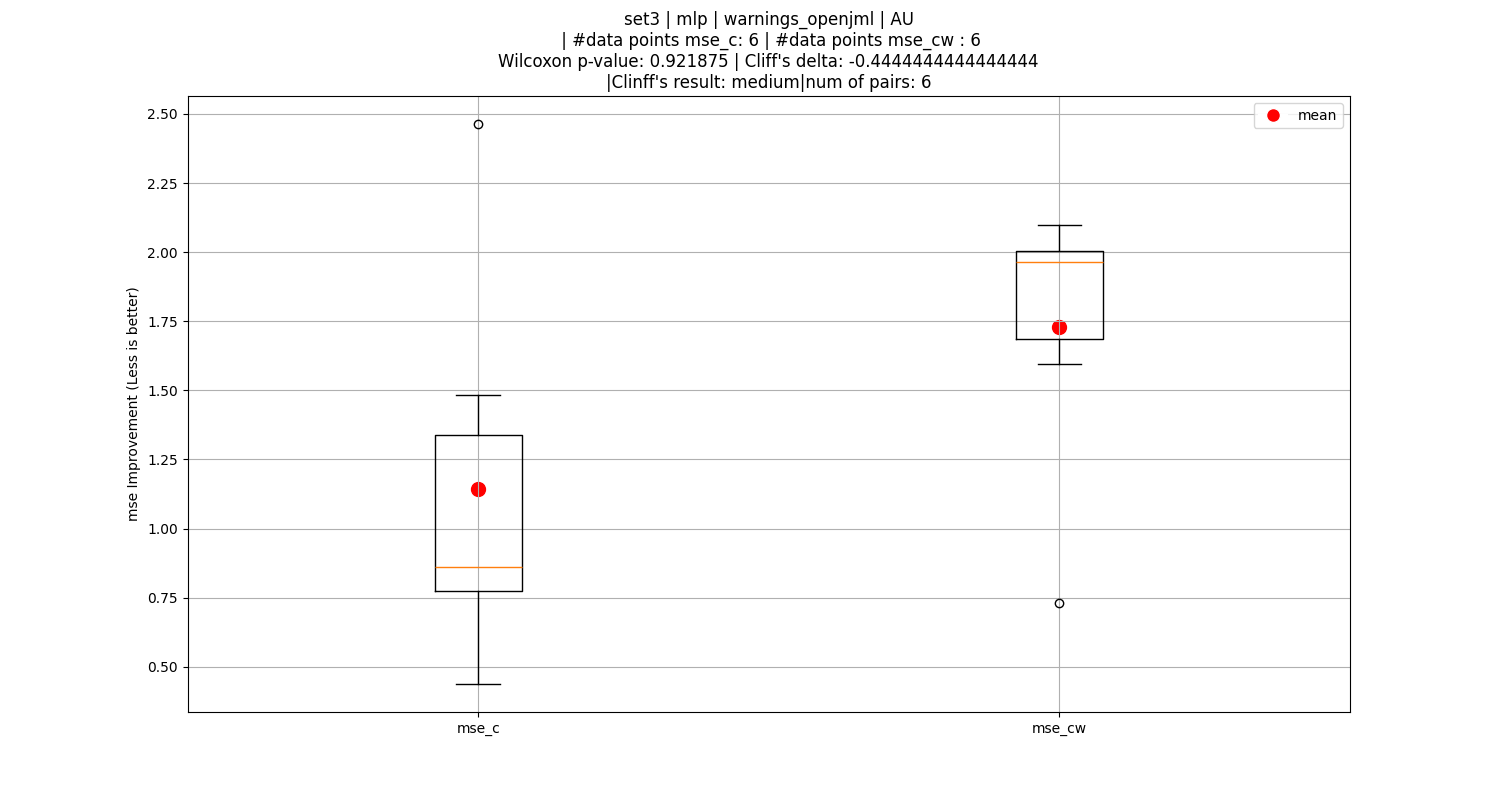 set3 | mlp | warnings_openjml | AU
| #data points mse_c: 6 | #data points mse_cw : 6
Wilcoxon p-value: 0.921875 | Cliff's delta: -0.4444444444444444
|Clinff's result: medium|num of pairs: 6
mean
2.50
2.25
2.00
1.75
1.50
1.25
1.00
0.75
0.50
mse Improvement (Less is better)
mse_c
mse_cw